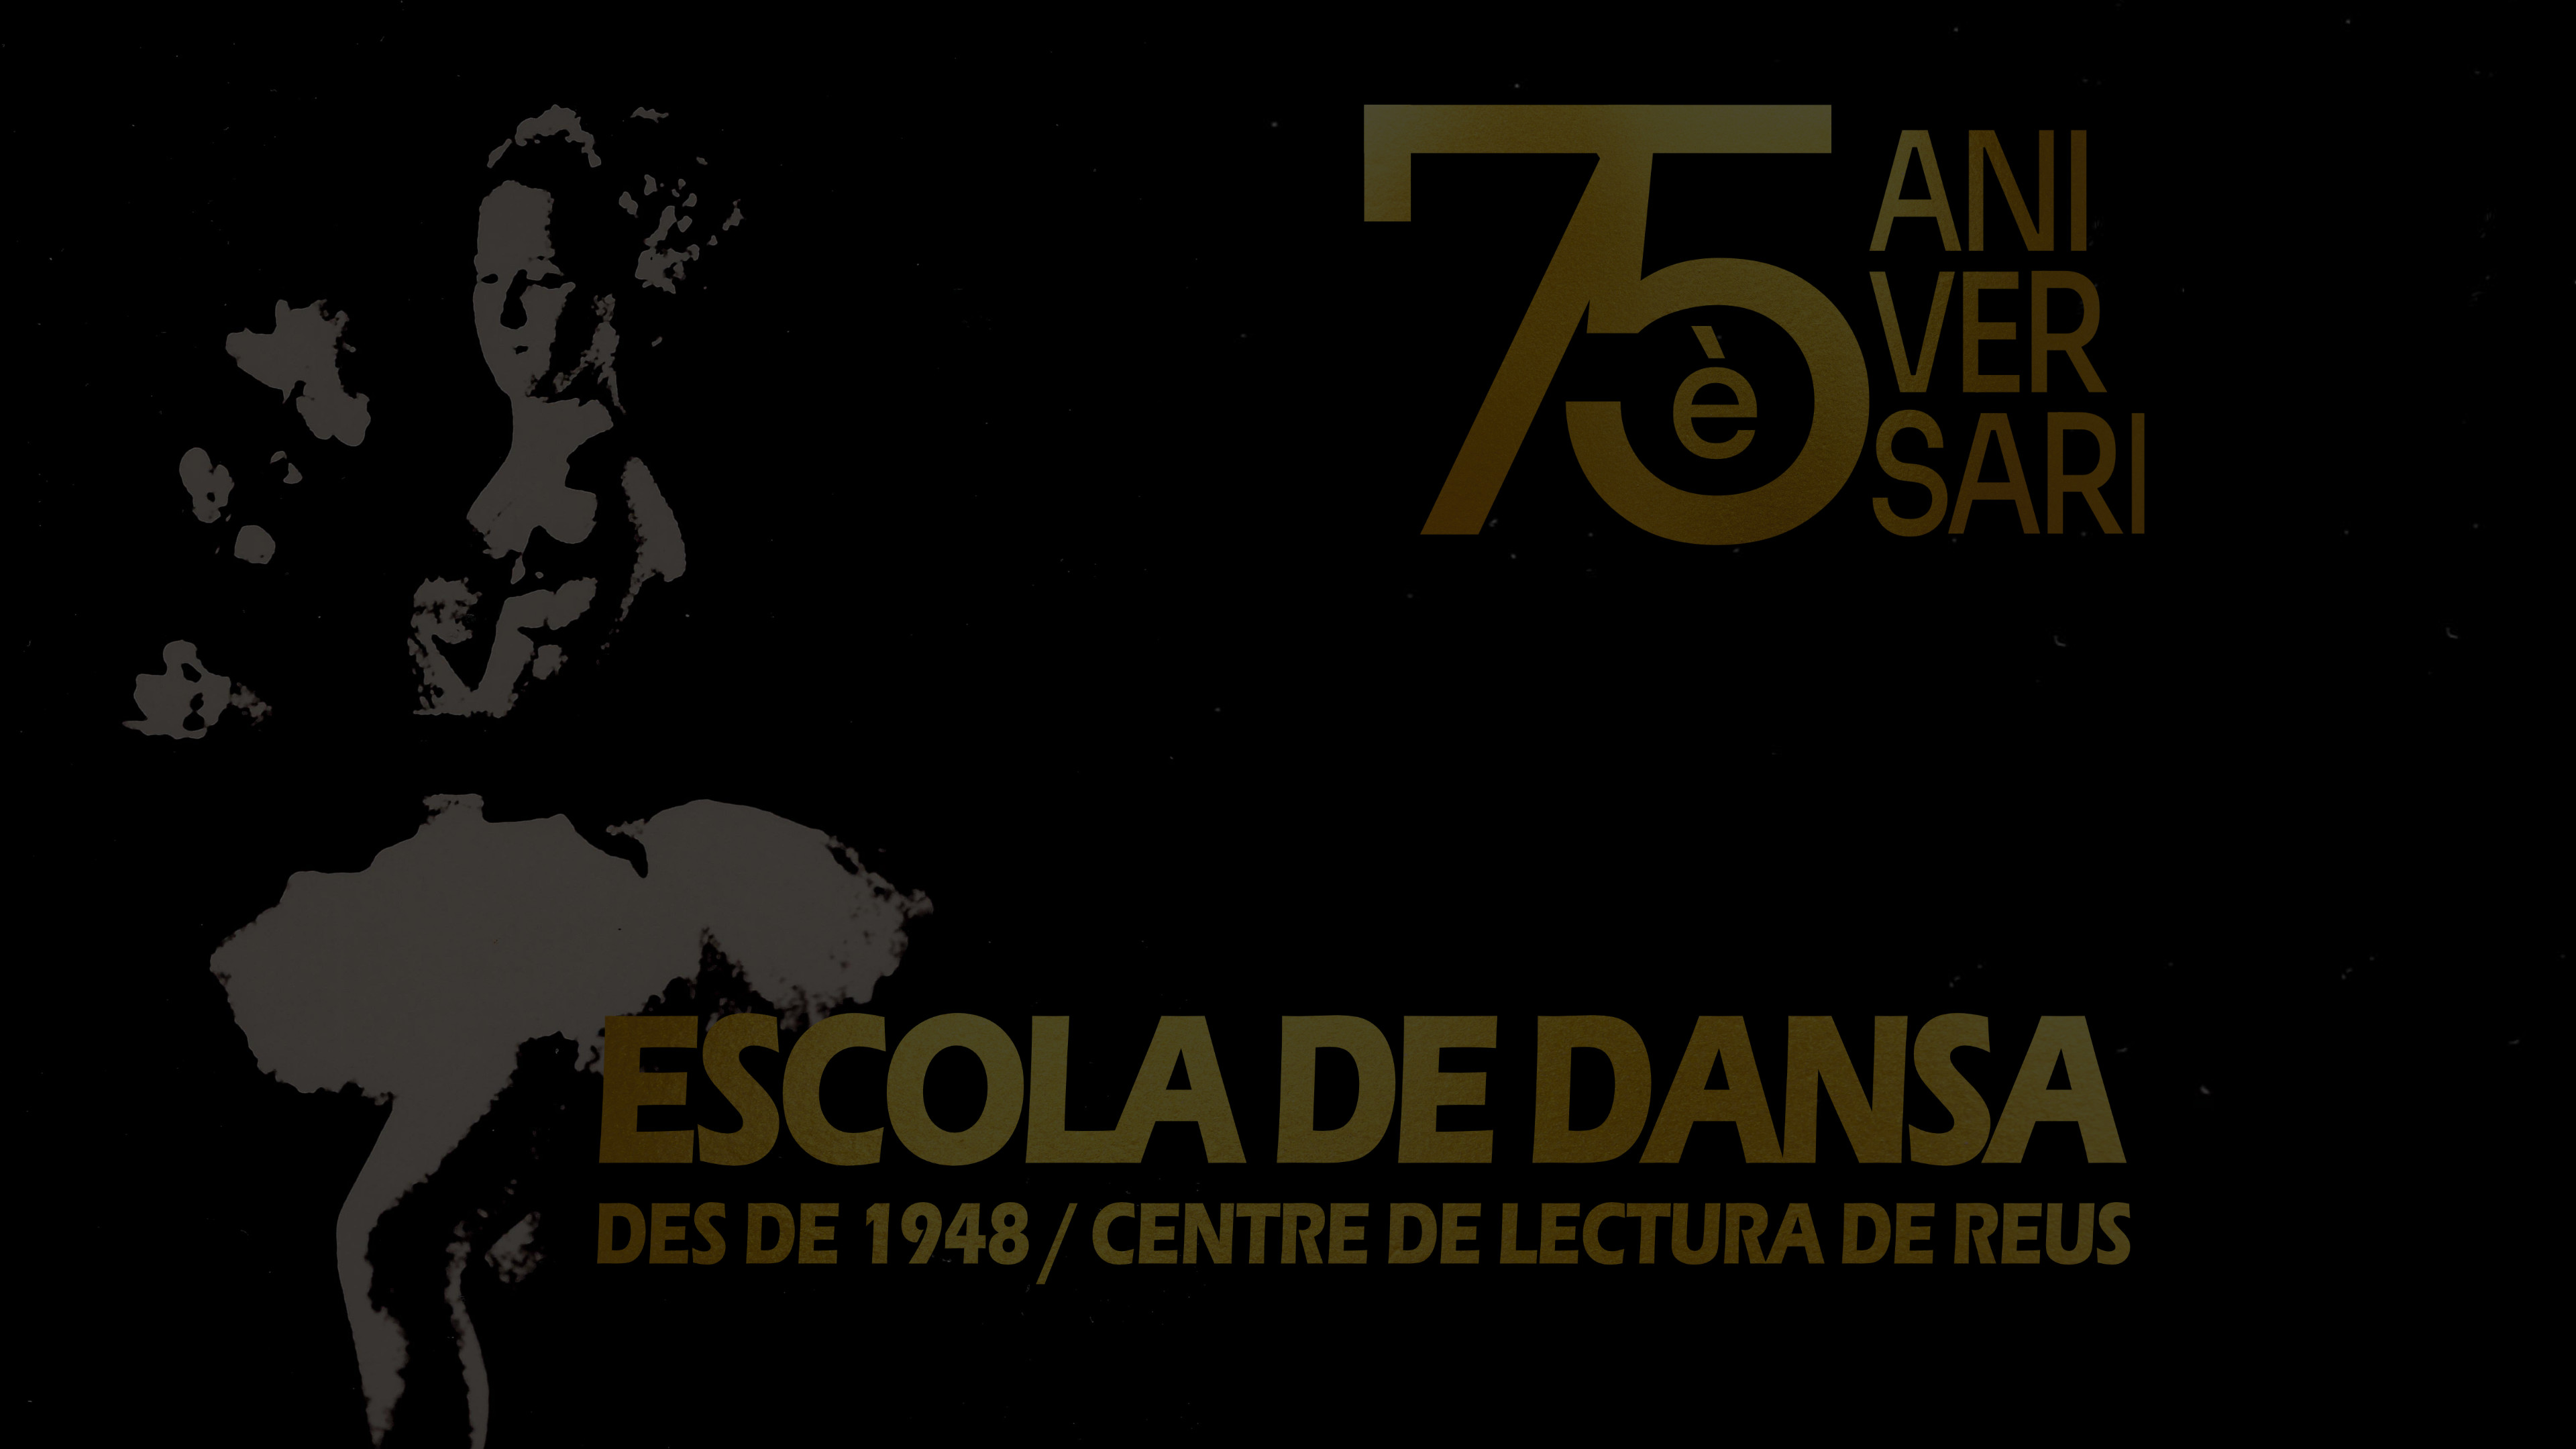 75è
ANI
VER
SARI
ESCOLA DE DANSA
DES DE 1948 / CENTRE DE LECTURA DE REUS